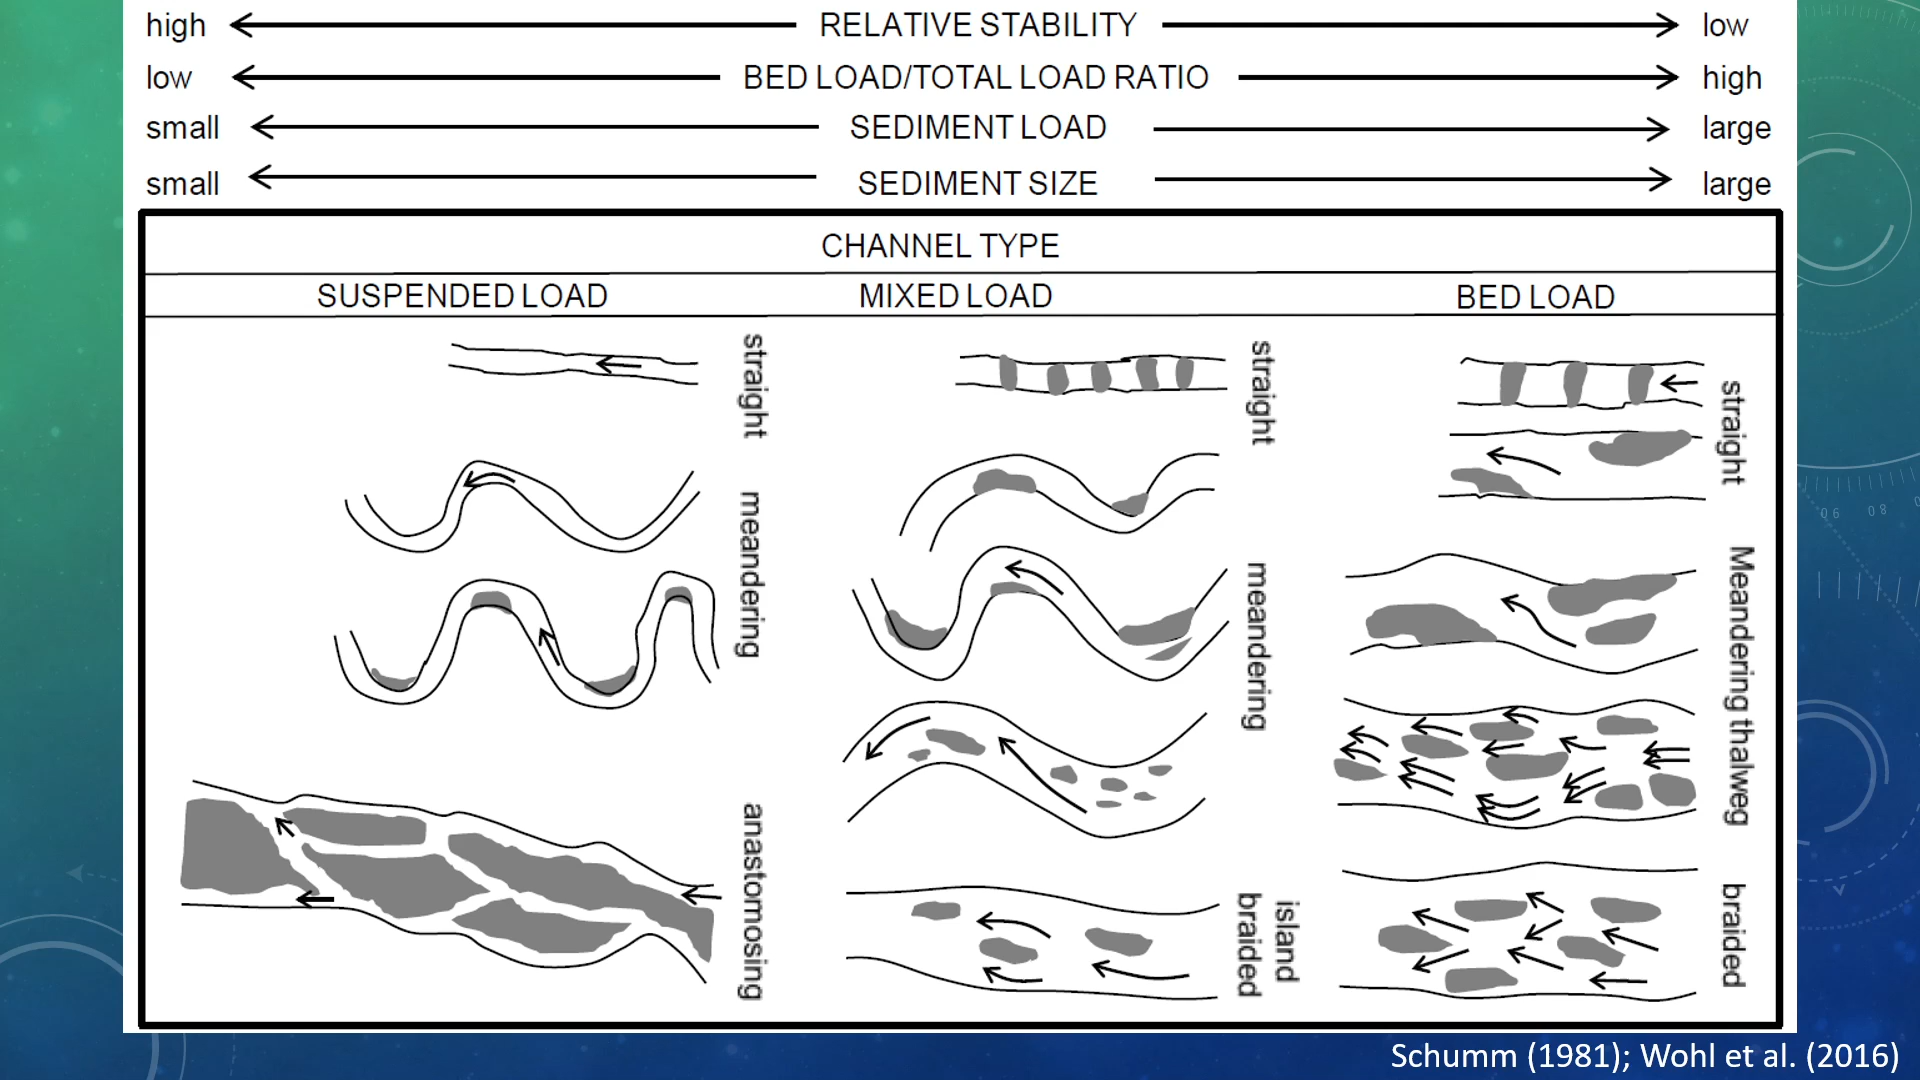 high RELATIVE STABILITY low
low BED LOAD/TOTAL LOAD RATIO high
small SEDIMENT LOAD large
small SEDIMENT SIZE large
CHANNEL TYPE
SUSPENDED LOAD MIXED LOAD BED LOAD
straight
meandering
anastomosing
straight
meandering
island
braided
straight
Meandering thalweg
braided
06 08
Schumm (1981); Wohl et al. (2016)